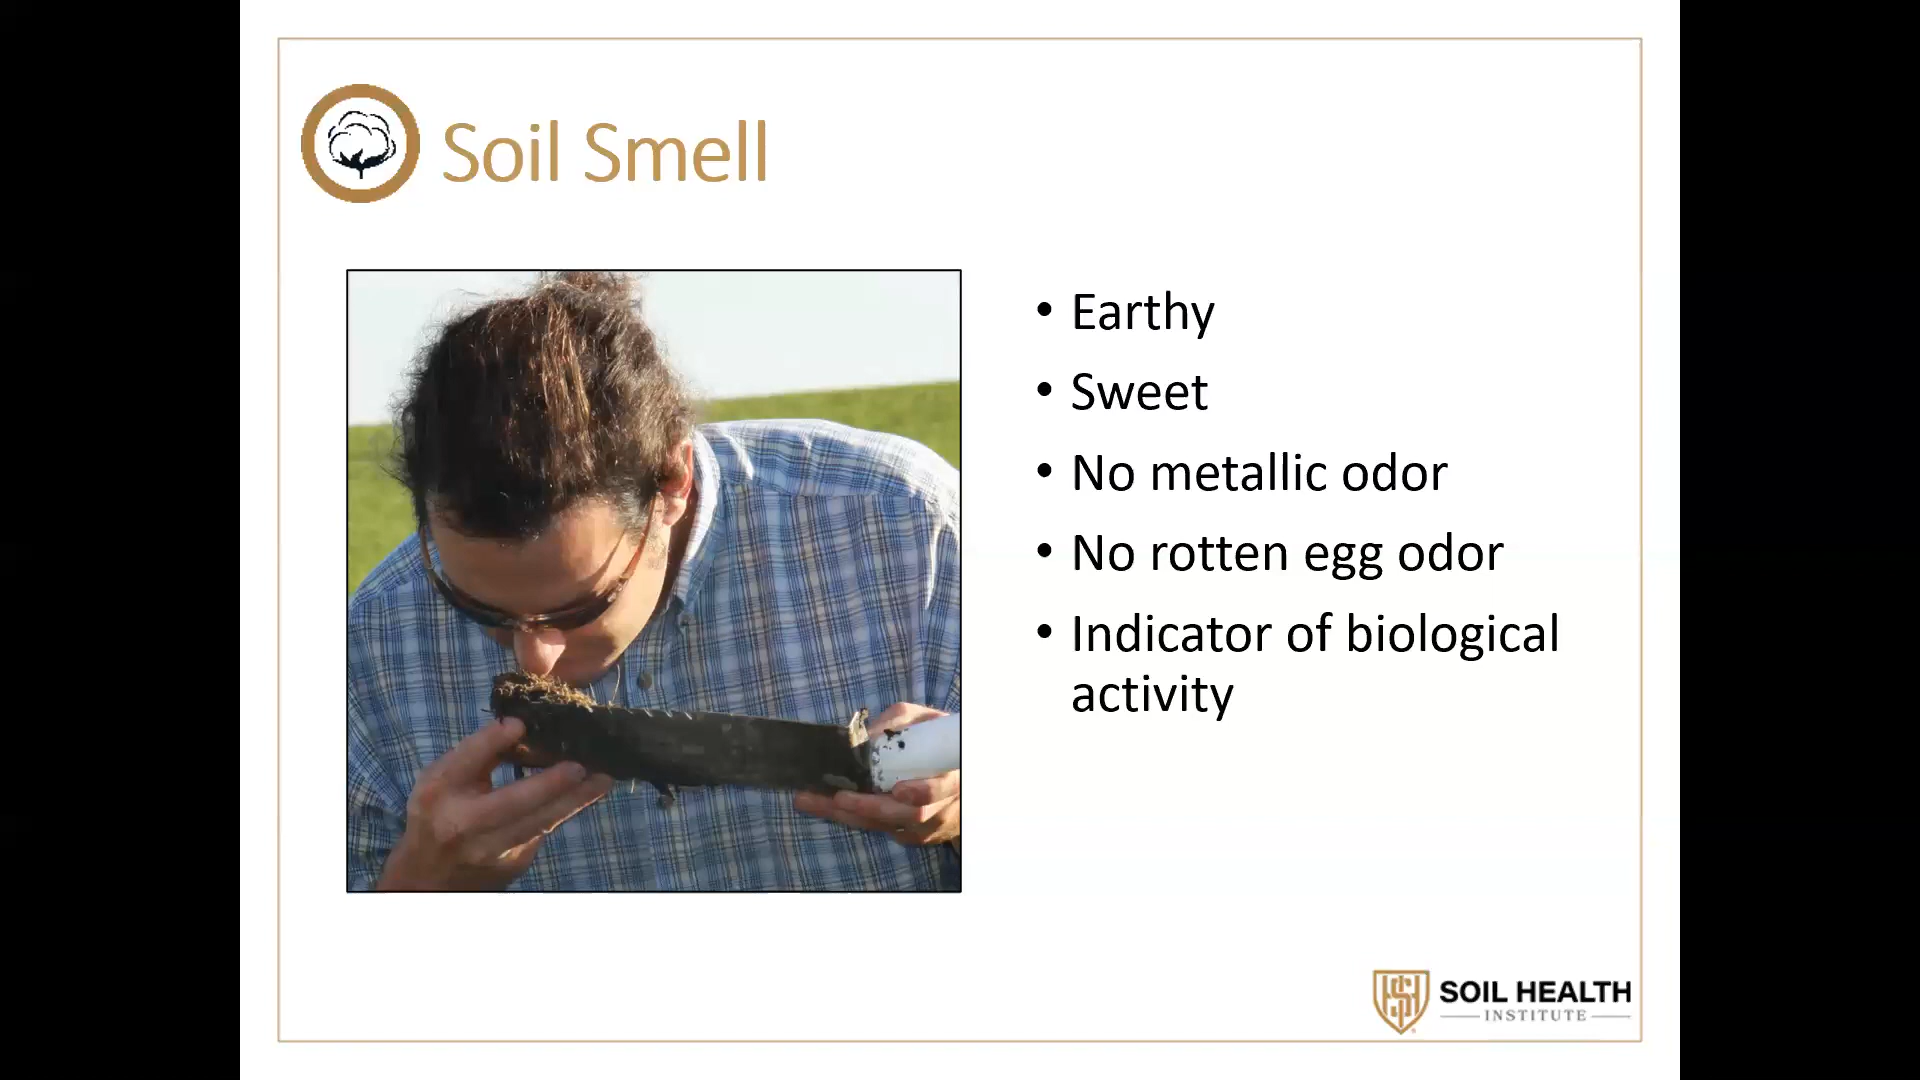 Soil Smell
• Earthy
• Sweet
• No metallic odor
• No rotten egg odor
• Indicator of biological
activity
SOIL HEALTH
INSTITUTE